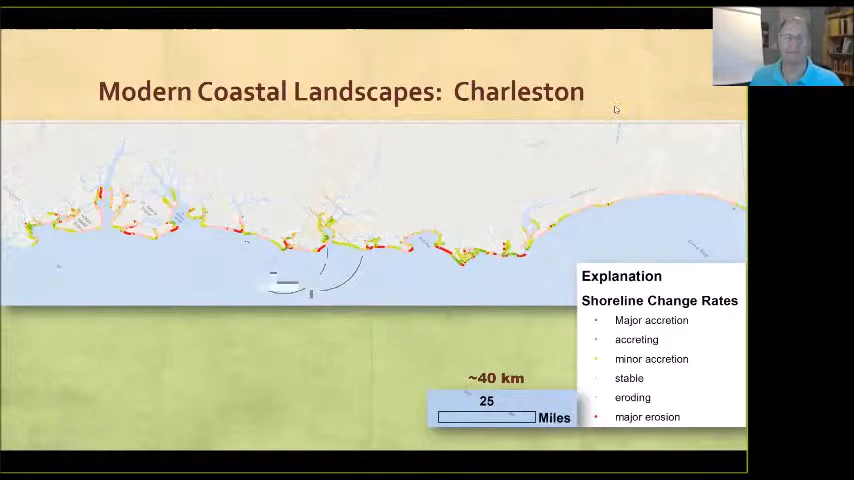 Modern Coastal Landscapes: Charleston
Explanation
Shoreline Change Rates
Major accretion
accreting
minor accretion
stable
eroding
major erosion
~40 km
25
Miles